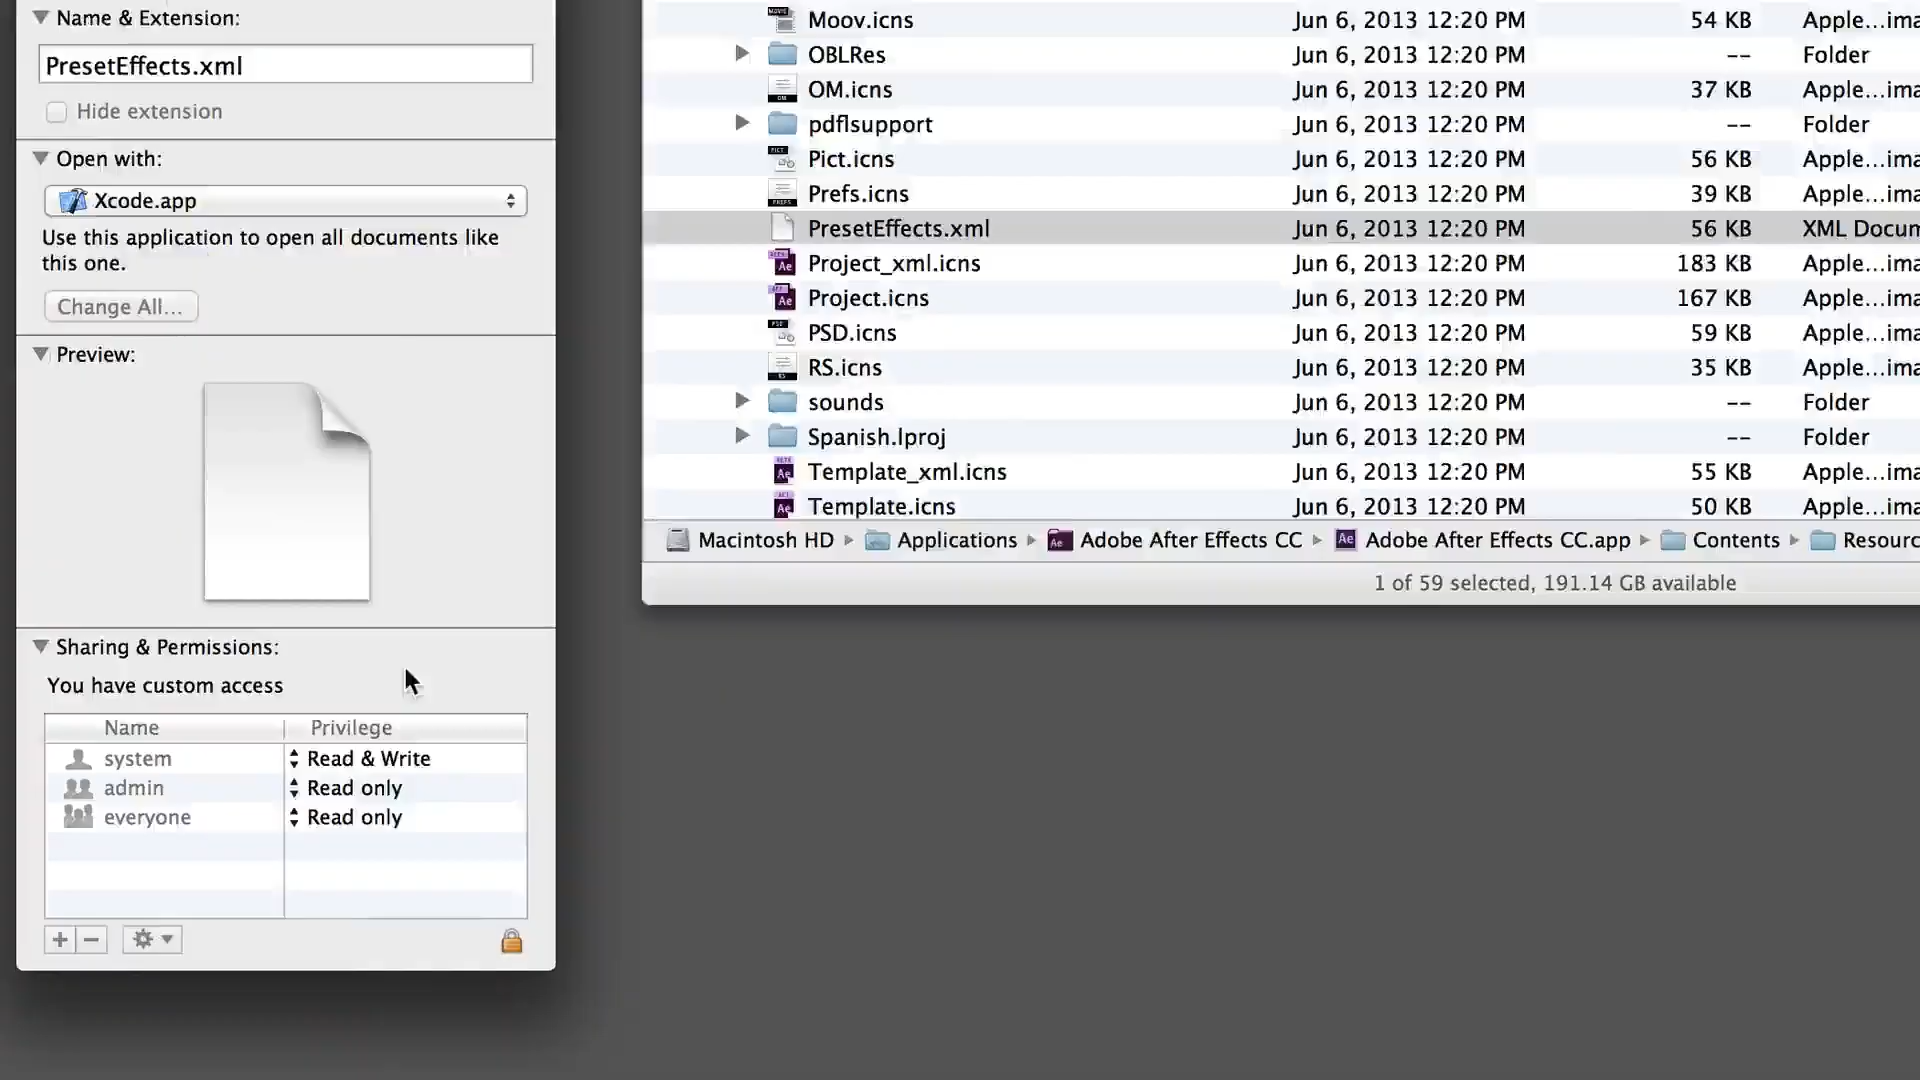 Name & Extension:
PresetEffects.xml
Hide extension
Open with:
Xcode.app
Use this application to open all documents like
this one.
Change All...
Preview:
Sharing & Permissions:
You have custom access
Name Privilege
system Read & Write
admin Read only
everyone Read only
Moov.icns Jun 6, 2013 12:20 PM 54 KB Apple...ima
OBLRes Jun 6, 2013 12:20 PM -- Folder
OM.icns Jun 6, 2013 12:20 PM 37 KB Apple...ima
pdflsupport Jun 6, 2013 12:20 PM -- Folder
Pict.icns Jun 6, 2013 12:20 PM 56 KB Apple...ima
Prefs.icns Jun 6, 2013 12:20 PM 39 KB Apple...ima
PresetEffects.xml Jun 6, 2013 12:20 PM 56 KB XML Docum
Project_xml.icns Jun 6, 2013 12:20 PM 183 KB Apple...ima
Project.icns Jun 6, 2013 12:20 PM 167 KB Apple...ima
PSD.icns Jun 6, 2013 12:20 PM 59 KB Apple...ima
RS.icns Jun 6, 2013 12:20 PM 35 KB Apple...ima
sounds Jun 6, 2013 12:20 PM -- Folder
Spanish.lproj Jun 6, 2013 12:20 PM -- Folder
Template_xml.icns Jun 6, 2013 12:20 PM 55 KB Apple...ima
Template.icns Jun 6, 2013 12:20 PM 50 KB Apple...ima
Macintosh HD Applications Adobe After Effects CC Adobe After Effects CC.app Contents Resourc
1 of 59 selected, 191.14 GB available